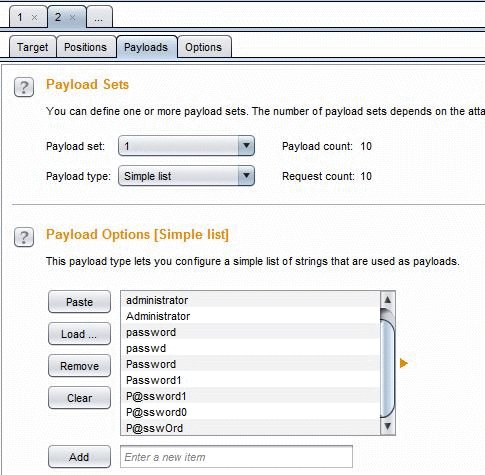 1 × 2 × ...
Target Positions Payloads Options
? Payload Sets
You can define one or more payload sets. The number of payload sets depends on the atta
Payload set: 1 Payload count: 10
Payload type: Simple list Request count: 10
? Payload Options [Simple list]
This payload type lets you configure a simple list of strings that are used as payloads.
Paste
Load ...
Remove
Clear
administrator
Administrator
password
passwd
Password
Password1
P@ssword1
P@ssword0
P@sswOrd
Add Enter a new item